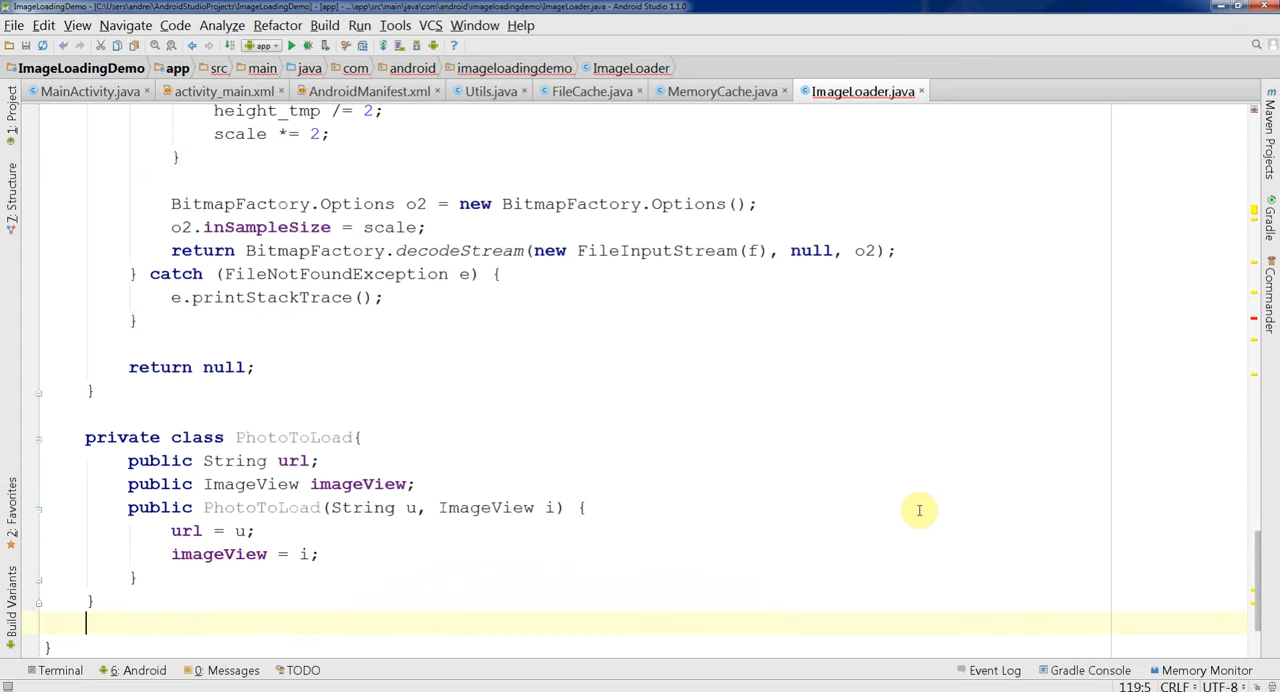 ImageLoadingDemo - [C:\Users\andrei\AndroidStudioProjects\ImageLoadingDemo] - [app] - ...\app\src\main\java\com\android\imageloadingdemo\ImageLoader.java - Android Studio 1.1.0
File Edit View Navigate Code Analyze Refactor Build Run Tools VCS Window Help
app
ImageLoadingDemo app src main java com android imageloadingdemo ImageLoader
MainActivity.java activity_main.xml AndroidManifest.xml Utils.java FileCache.java MemoryCache.java ImageLoader.java
1: Project
7: Structure
2: Favorites
Build Variants
height_tmp /= 2;
scale *= 2;
}
BitmapFactory.Options o2 = new BitmapFactory.Options();
o2.inSampleSize = scale;
return BitmapFactory.decodeStream(new FileInputStream(f), null, o2);
} catch (FileNotFoundException e) {
e.printStackTrace();
}
return null;
}
private class PhotoToLoad{
public String url;
public ImageView imageView;
public PhotoToLoad(String u, ImageView i) {
url = u;
imageView = i;
}
}
}
m Maven Projects
Gradle
Commander
Terminal 6: Android 0: Messages TODO Event Log Gradle Console Memory Monitor
119:5 CRLF UTF-8